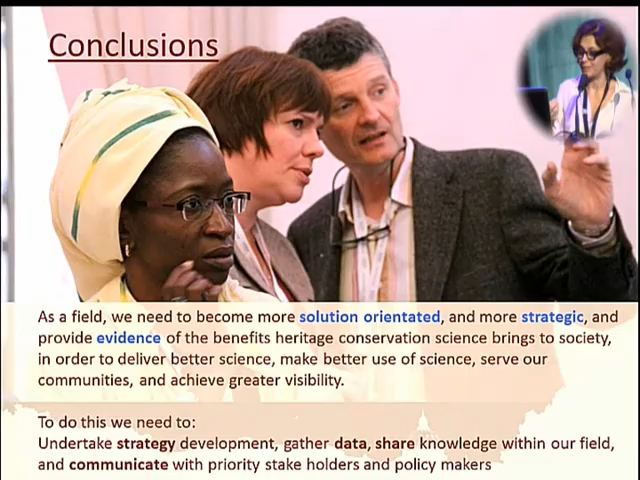 Conclusions
As a field, we need to become more solution orientated, and more strategic, and
provide evidence of the benefits heritage conservation science brings to society,
in order to deliver better science, make better use of science, serve our
communities, and achieve greater visibility.
To do this we need to:
Undertake strategy development, gather data, share knowledge within our field,
and communicate with priority stake holders and policy makers